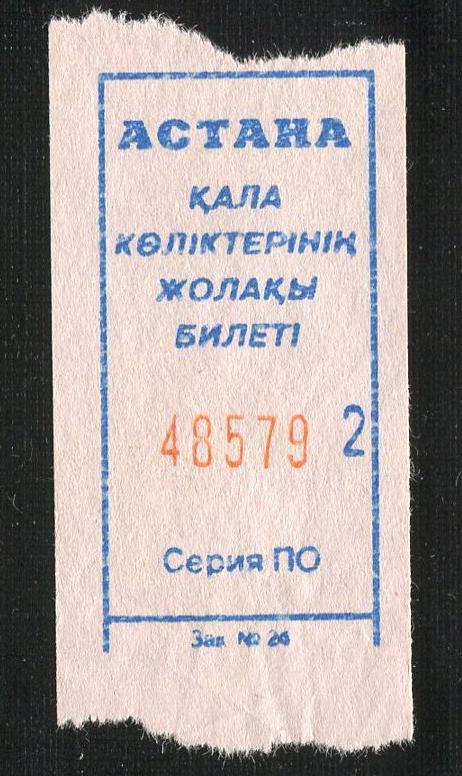 АСТАНА
ҚАЛА
КӨЛІКТЕРІНІҢ
ЖОЛАҚЫ
БИЛЕТІ
48579 2
Серия ПО
Зак № 26